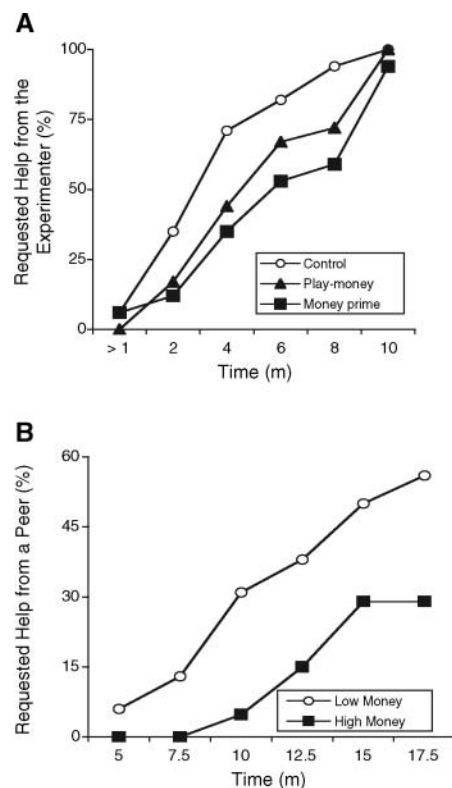 A
Requested Help from the
Experimenter (%)
100
75
50
25
0
Control
Play-money
Money prime
> 1 2 4 6 8 10
Time (m)
B
Requested Help from a Peer (%)
60
45
30
15
0
Low Money
High Money
5 7.5 10 12.5 15 17.5
Time (m)